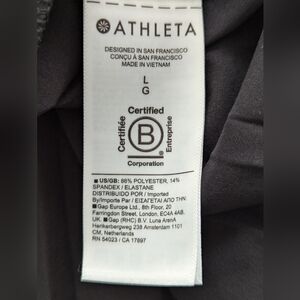 ATHLETA
DESIGNED IN SAN FRANCISCO
CONÇU À SAN FRANCISCO
MADE IN VIETNAM
L
G
Certified
Certifiée
B
Entreprise
Corporation
US/GB: 86% POLYESTER, 14%
SPANDEX / ELASTANE
DISTRIBUIDO POR / Imported
By/Importe Par / ΕΙΣΑΓΕΤΑΙ ΑΠΟ ΤΗΝ
Gap Europe Ltd., 8th Floor, 20
Farringdon Street, London, EC4A 4AB.
UK Gap (RHC) B.V. Luna ArenA
Herikerbergweg 238 Amsterdam 1101
CM, Netherlands
RN 54023 / CA 17897